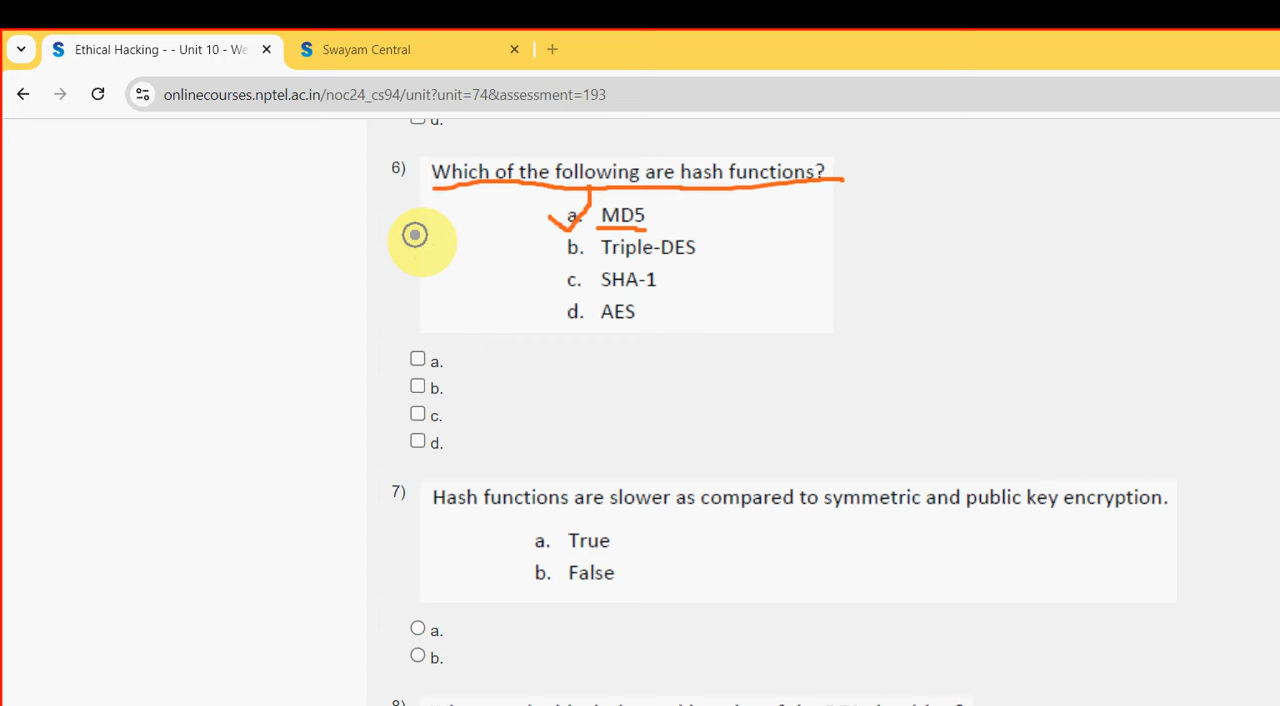 Ethical Hacking - - Unit 10 - We
Swayam Central
onlinecourses.nptel.ac.in/noc24_cs94/unit?unit=74&assessment=193
d.
6) Which of the following are hash functions?
a. MD5
b. Triple-DES
c. SHA-1
d. AES
a.
b.
c.
d.
7) Hash functions are slower as compared to symmetric and public key encryption.
a. True
b. False
a.
b.
8)